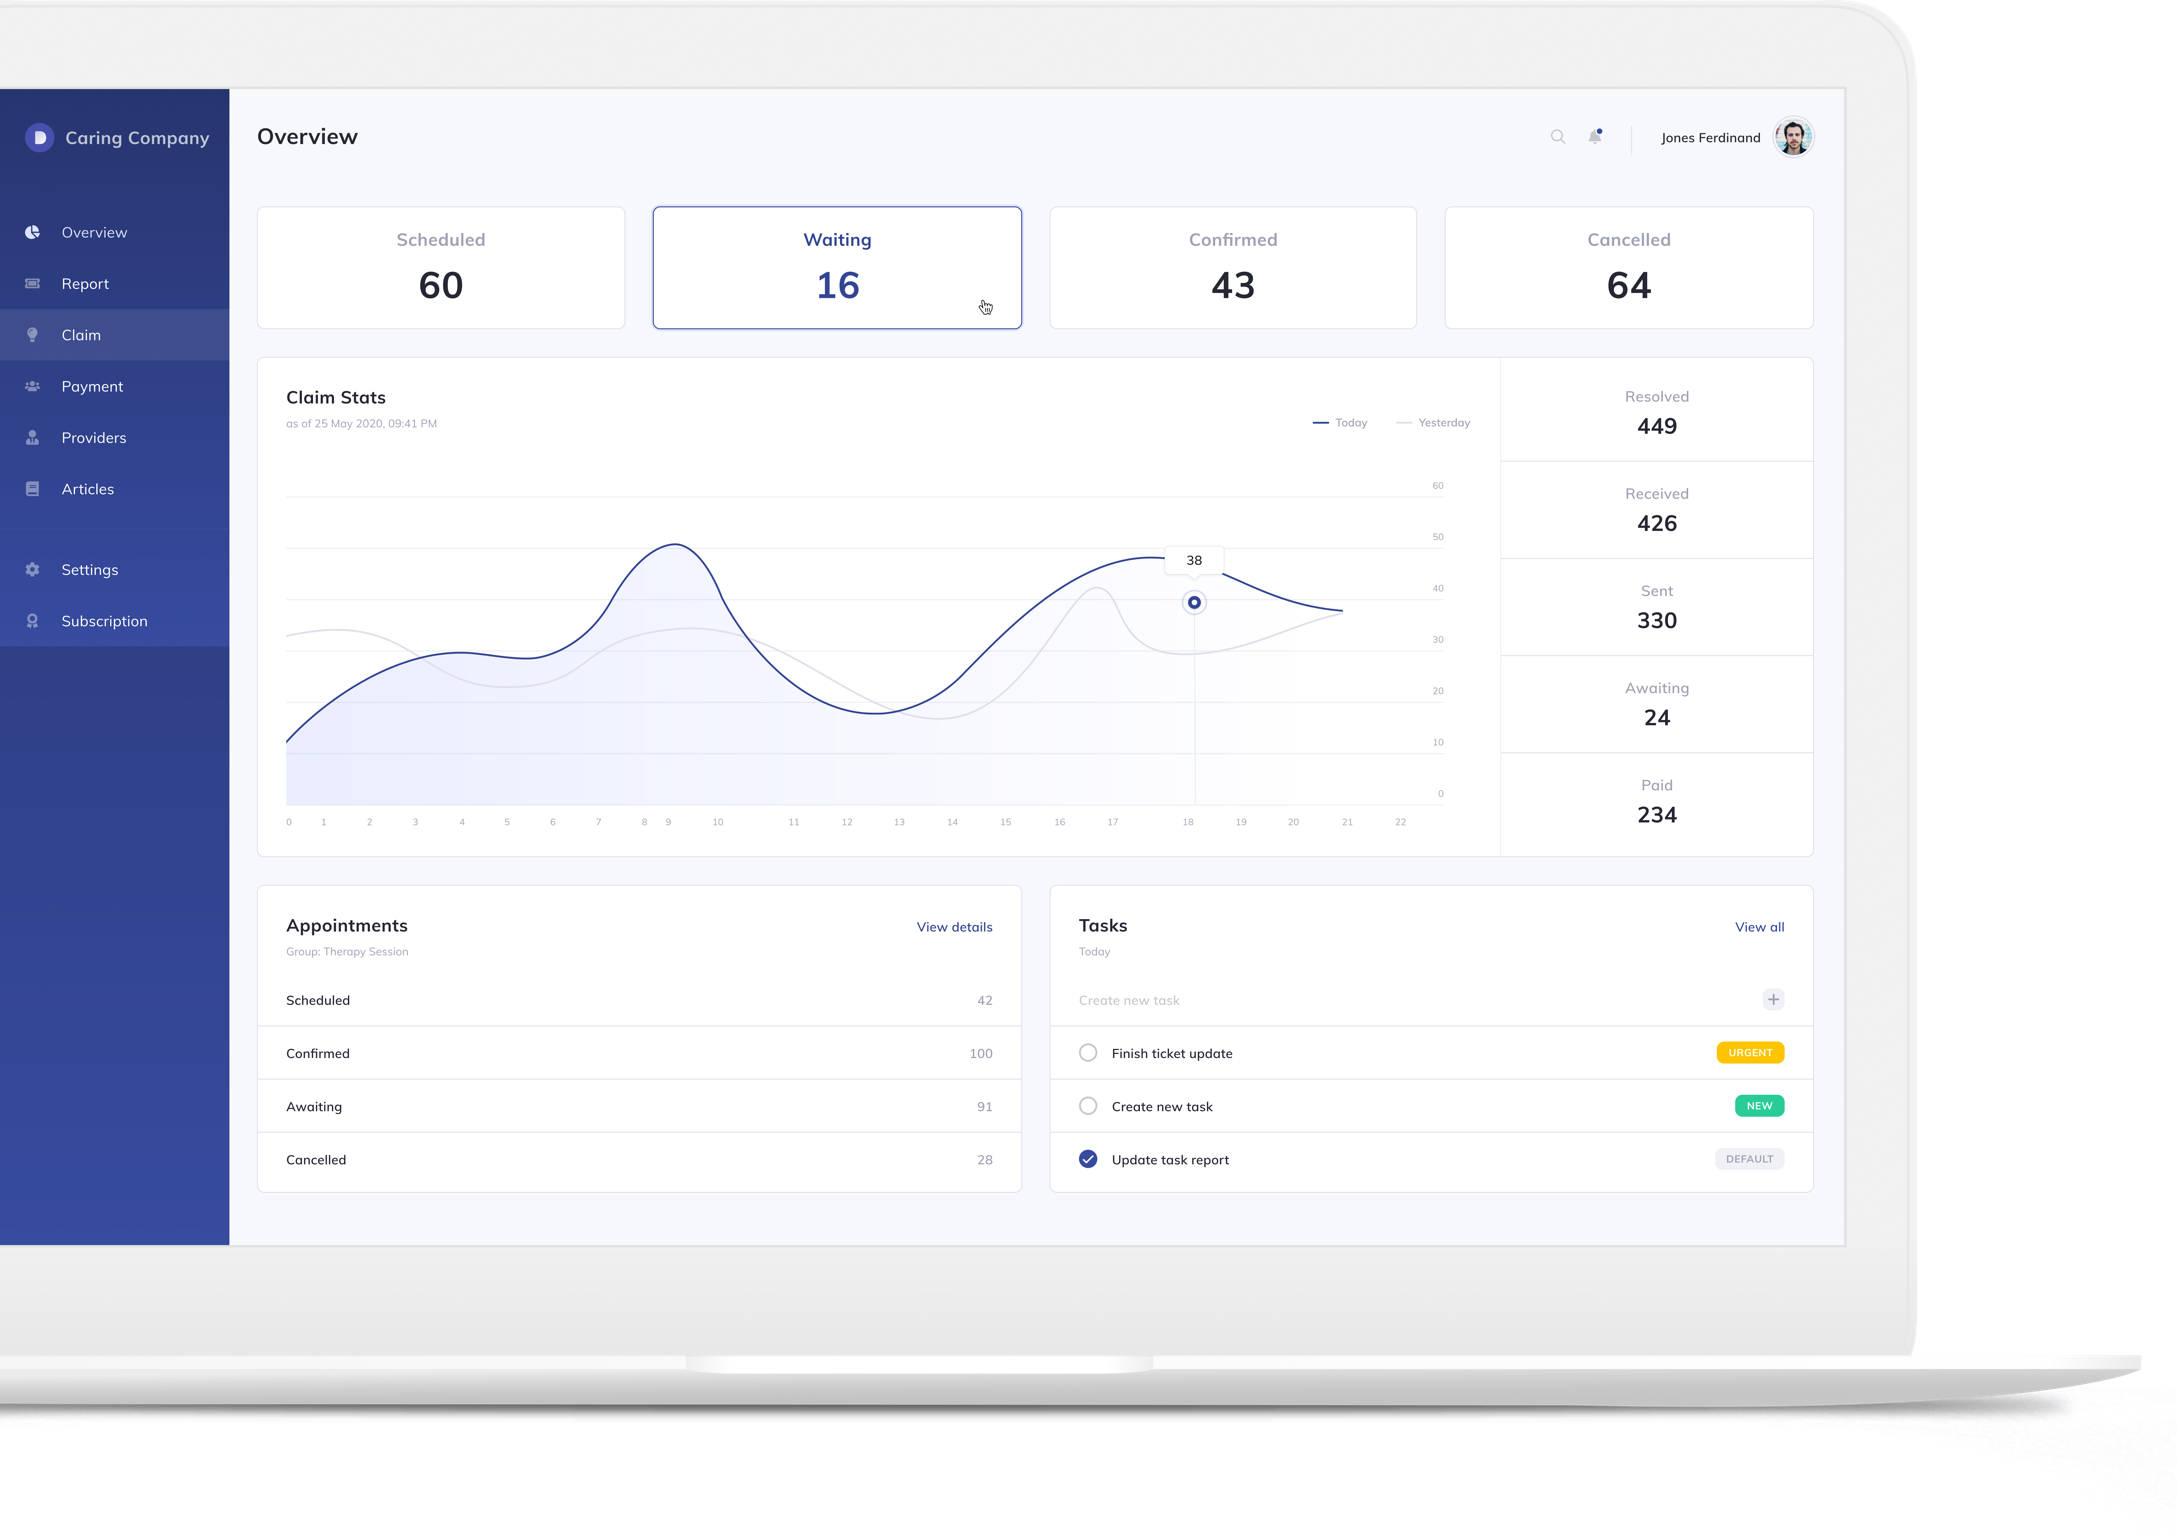 D Caring Company
Overview
Report
Claim
Payment
Providers
Articles
Settings
Subscription
Overview
Jones Ferdinand
Scheduled
60
Waiting
16
Confirmed
43
Cancelled
64
Claim Stats
as of 25 May 2020, 09:41 PM
Today Yesterday
60
50
40
30
20
10
0
38
0 1 2 3 4 5 6 7 8 9 10 11 12 13 14 15 16 17 18 19 20 21 22
Resolved
449
Received
426
Sent
330
Awaiting
24
Paid
234
Appointments
View details
Group: Therapy Session
Scheduled 42
Confirmed 100
Awaiting 91
Cancelled 28
Tasks
View all
Today
Create new task +
Finish ticket update URGENT
Create new task NEW
Update task report DEFAULT